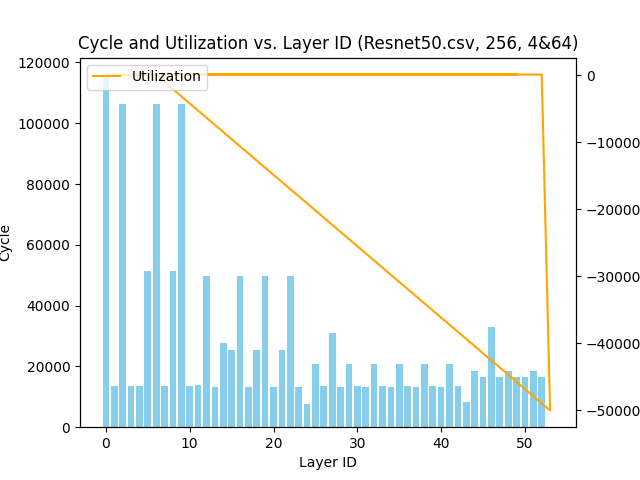 Cycle and Utilization vs. Layer ID (Resnet50.csv, 256, 4&64)
Utilization
120000
100000
80000
60000
40000
20000
0
Cycle
0
−10000
−20000
−30000
−40000
−50000
0 10 20 30 40 50
Layer ID